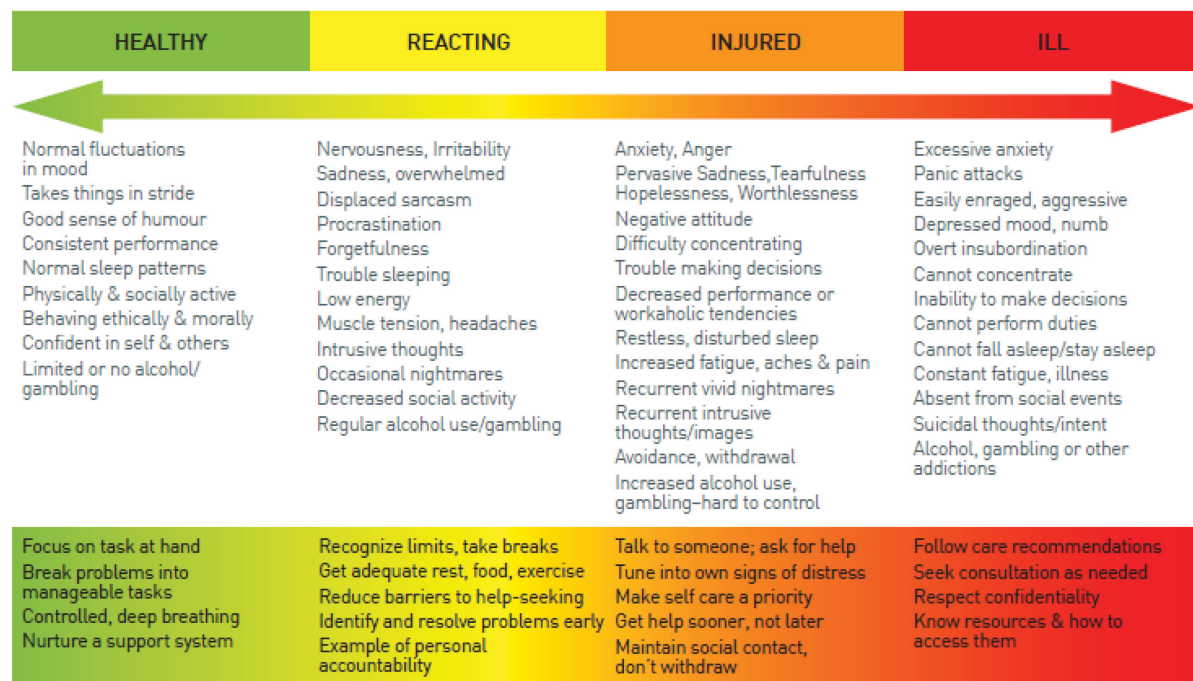 HEALTHY
REACTING
INJURED
ILL
Normal fluctuations
in mood
Takes things in stride
Good sense of humour
Consistent performance
Normal sleep patterns
Physically & socially active
Behaving ethically & morally
Confident in self & others
Limited or no alcohol/
gambling
Nervousness, Irritability
Sadness, overwhelmed
Displaced sarcasm
Procrastination
Forgetfulness
Trouble sleeping
Low energy
Muscle tension, headaches
Intrusive thoughts
Occasional nightmares
Decreased social activity
Regular alcohol use/gambling
Anxiety, Anger
Pervasive Sadness,Tearfulness
Hopelessness, Worthlessness
Negative attitude
Difficulty concentrating
Trouble making decisions
Decreased performance or
workaholic tendencies
Restless, disturbed sleep
Increased fatigue, aches & pain
Recurrent vivid nightmares
Recurrent intrusive
thoughts/images
Avoidance, withdrawal
Increased alcohol use,
gambling–hard to control
Excessive anxiety
Panic attacks
Easily enraged, aggressive
Depressed mood, numb
Overt insubordination
Cannot concentrate
Inability to make decisions
Cannot perform duties
Cannot fall asleep/stay asleep
Constant fatigue, illness
Absent from social events
Suicidal thoughts/intent
Alcohol, gambling or other
addictions
Focus on task at hand
Break problems into
manageable tasks
Controlled, deep breathing
Nurture a support system
Recognize limits, take breaks
Get adequate rest, food, exercise
Reduce barriers to help-seeking
Identify and resolve problems early
Example of personal
accountability
Talk to someone; ask for help
Tune into own signs of distress
Make self care a priority
Get help sooner, not later
Maintain social contact,
don't withdraw
Follow care recommendations
Seek consultation as needed
Respect confidentiality
Know resources & how to
access them